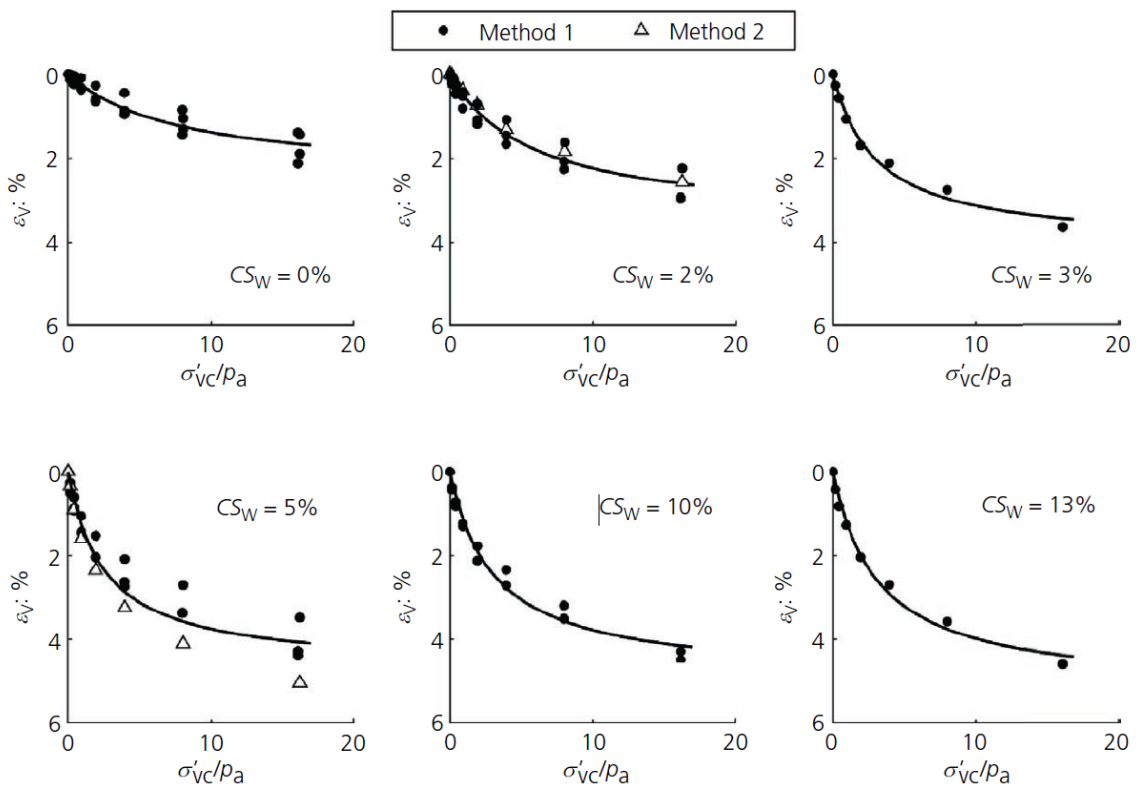 Method 1 Method 2
0
2
4
6
εV: %
CSW = 0%
0 10 20
σ′vc/pa
0
2
4
6
εV: %
CSW = 2%
0 10 20
σ′vc/pa
0
2
4
6
εV: %
CSW = 3%
0 10 20
σ′vc/pa
0
2
4
6
εV: %
CSW = 5%
0 10 20
σ′vc/pa
0
2
4
6
εV: %
CSW = 10%
0 10 20
σ′vc/pa
0
2
4
6
εV: %
CSW = 13%
0 10 20
σ′vc/pa